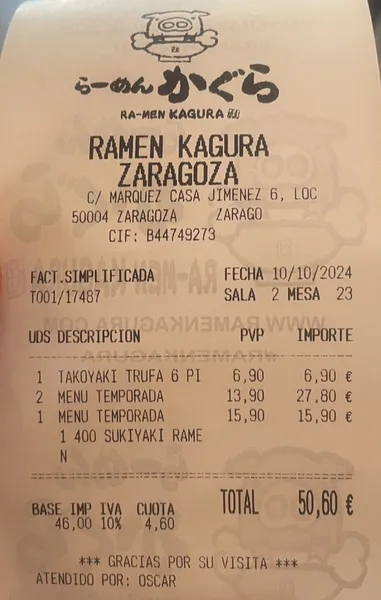 らーめん かぐら
RA-MEN KAGURA
RAMEN KAGURA
ZARAGOZA
C/ MARQUEZ CASA JIMENEZ 6, LOC
50004 ZARAGOZA ZARAGO
CIF: B44749273
FACT.SIMPLIFICADA FECHA 10/10/2024
T001/17487 SALA 2 MESA 23
WWW.RAMENKAGURA.COM
#RAMENKAGURA
UDS DESCRIPCION PVP IMPORTE
1 TAKOYAKI TRUFA 6 PI 6,90 6,90 €
2 MENU TEMPORADA 13,90 27,80 €
1 MENU TEMPORADA 15,90 15,90 €
1 400 SUKIYAKI RAME
N
BASE IMP IVA CUOTA TOTAL 50,60 €
46,00 10% 4,60
*** GRACIAS POR SU VISITA ***
ATENDIDO POR: OSCAR